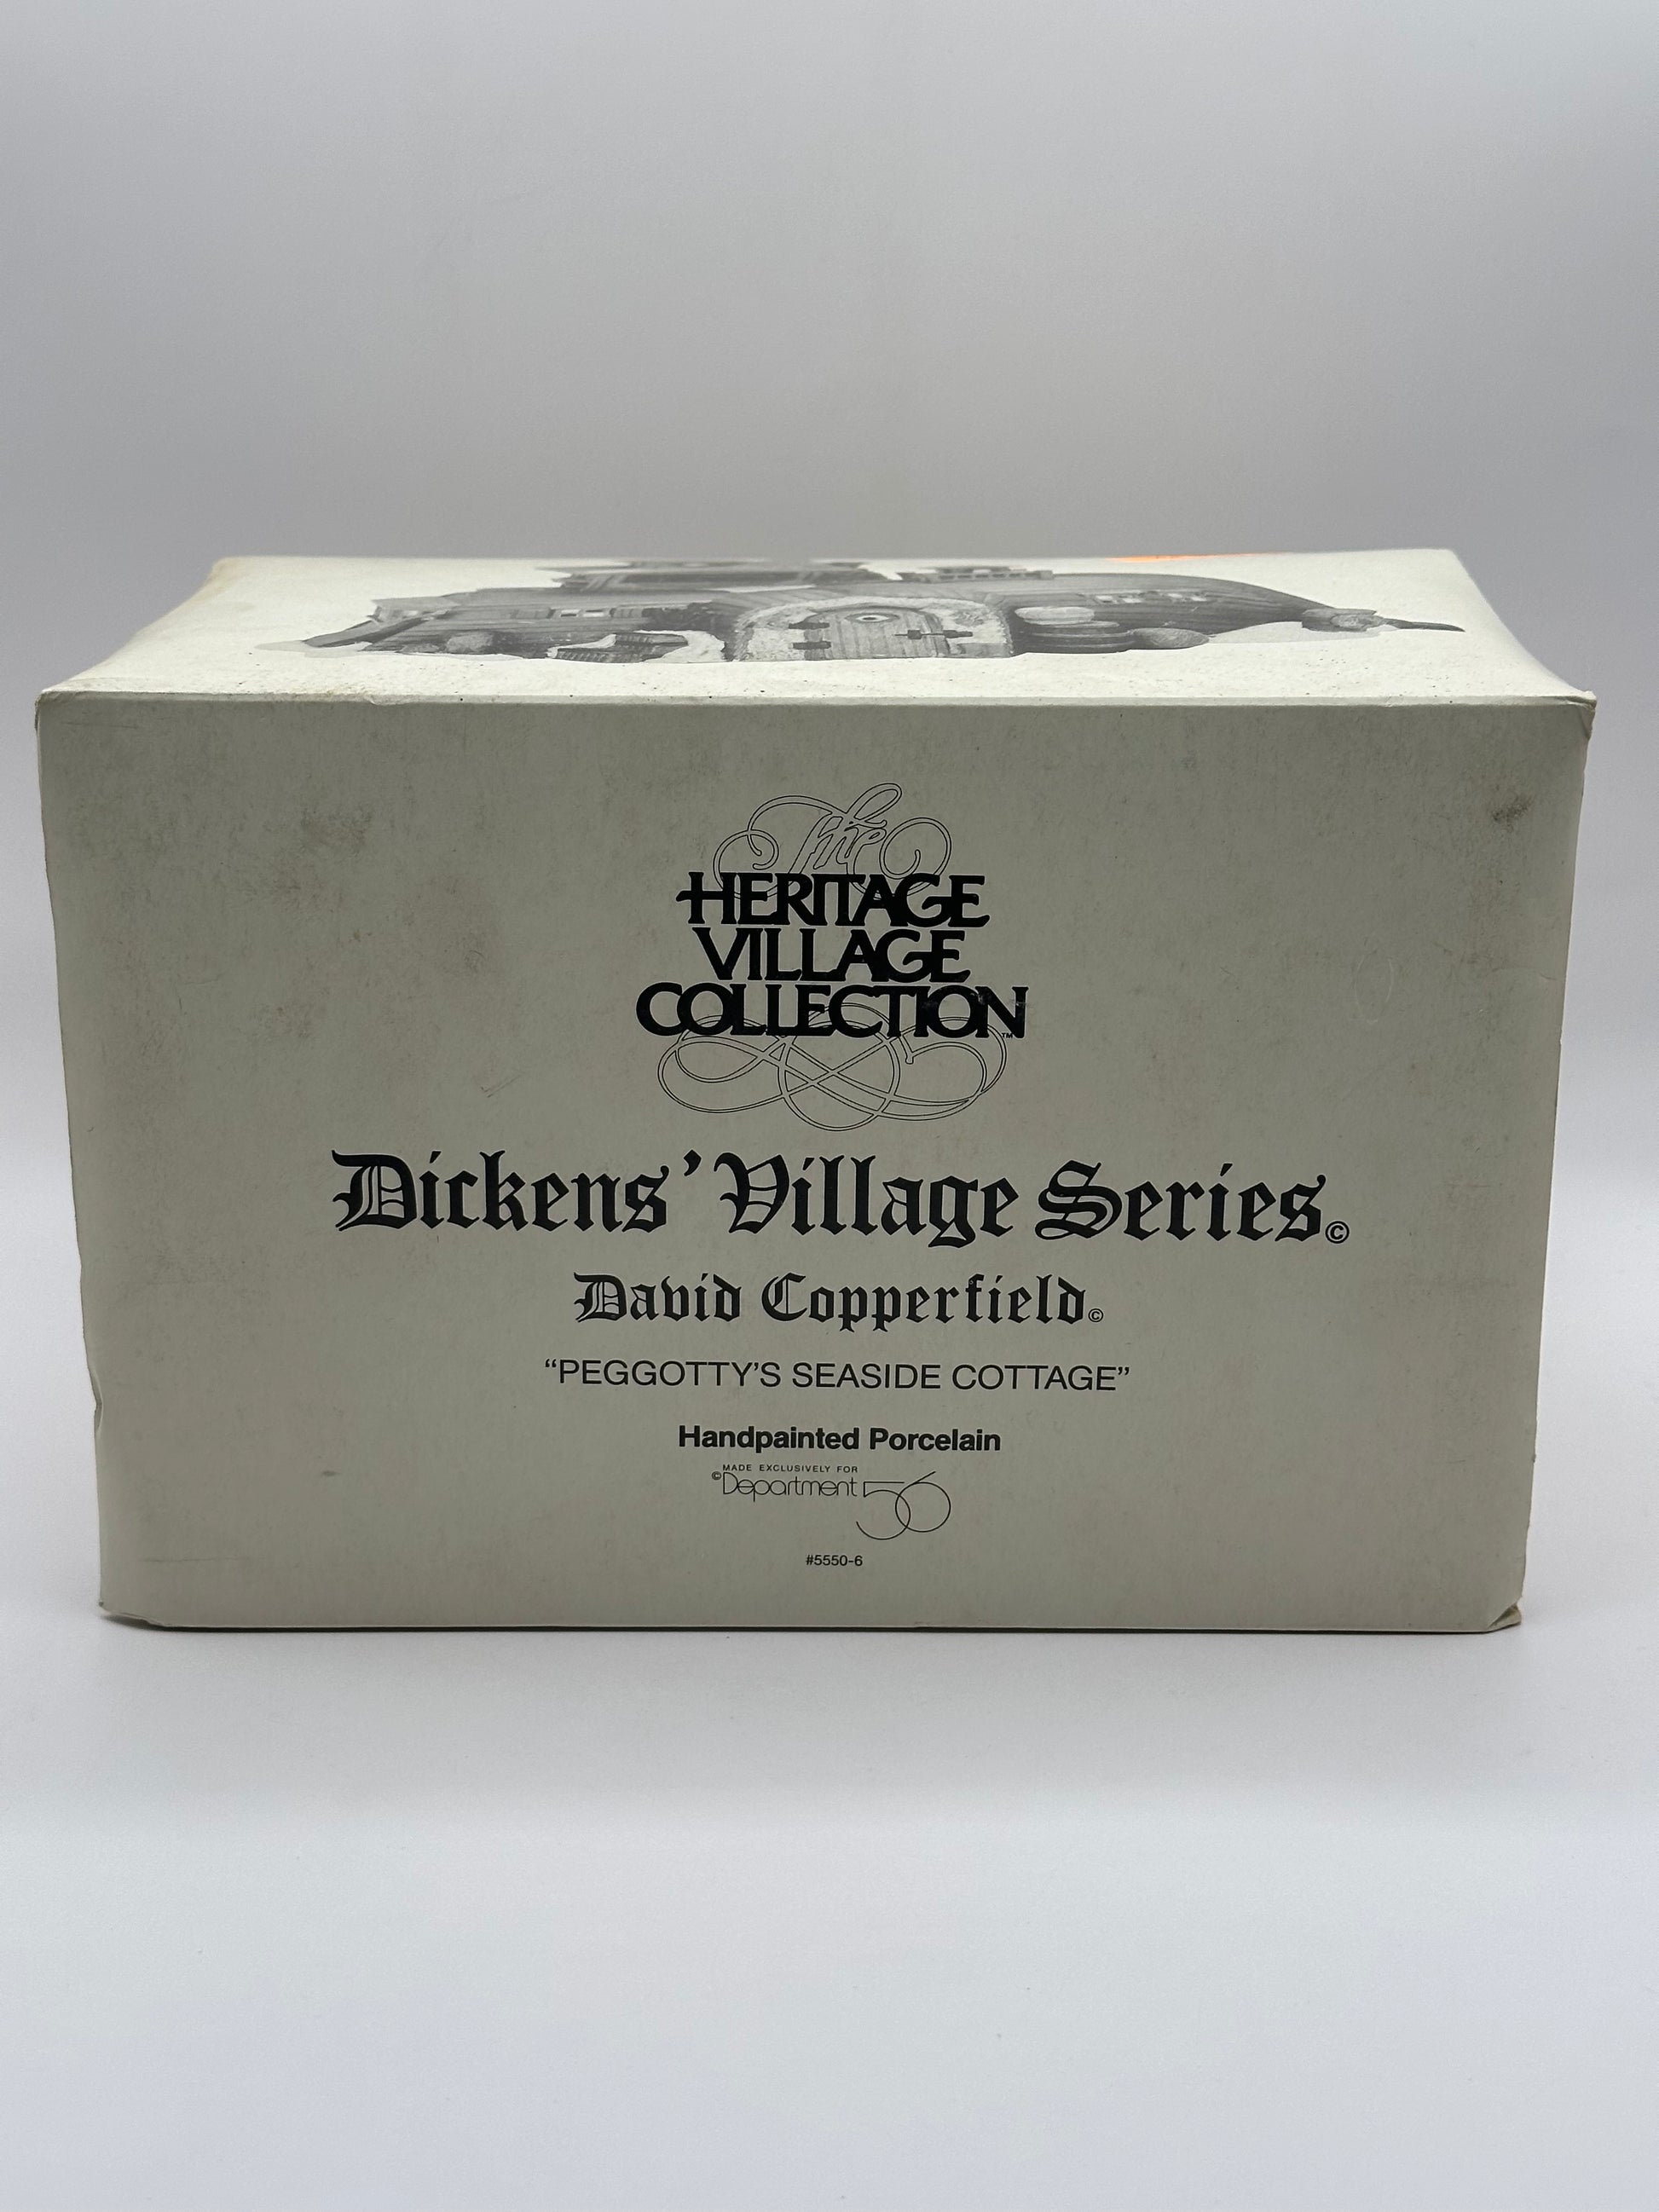 The
HERITAGE
VILLAGE
COLLECTION™
Dickens' Village Series©
David Copperfield©
“PEGGOTTY’S SEASIDE COTTAGE”
Handpainted Porcelain
MADE EXCLUSIVELY FOR
©Department 56
#5550-6